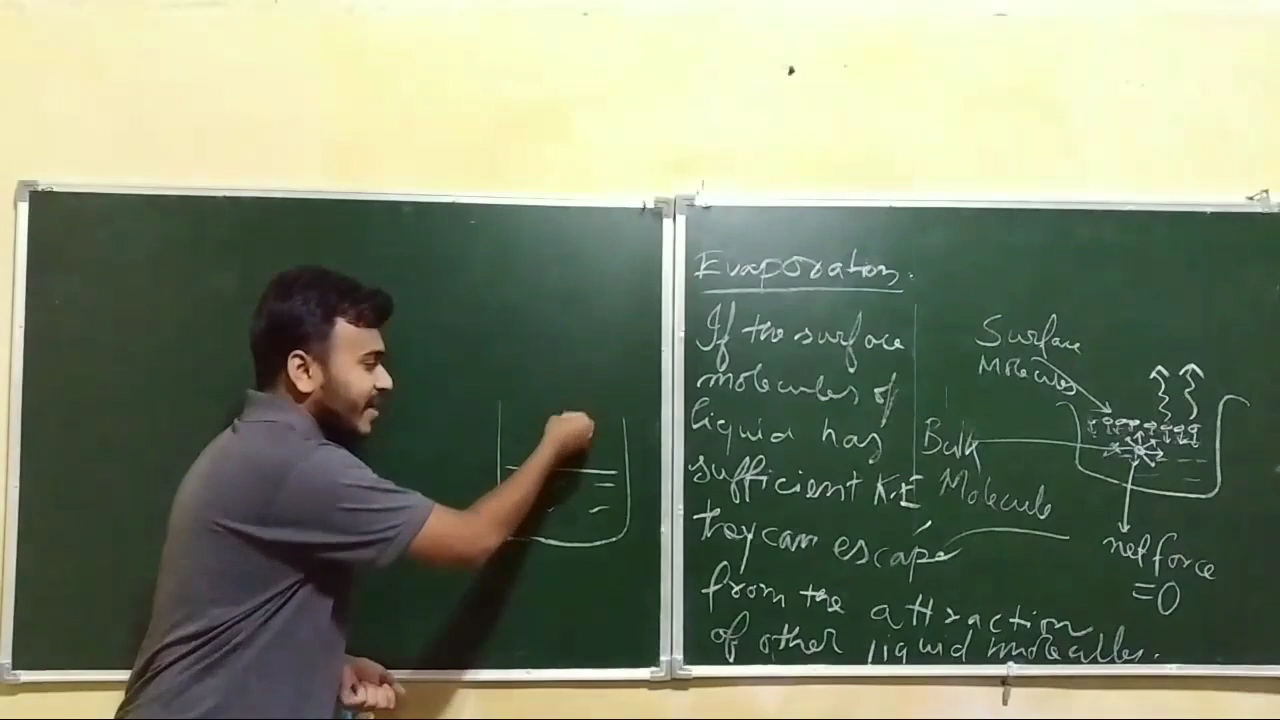 Evaporation.
If the surface
molecules of
liquid has
sufficient K.E
they can escape
from the attraction
of other liquid molecules.
Surface
Molecules
Bulk
Molecule
net force
=0